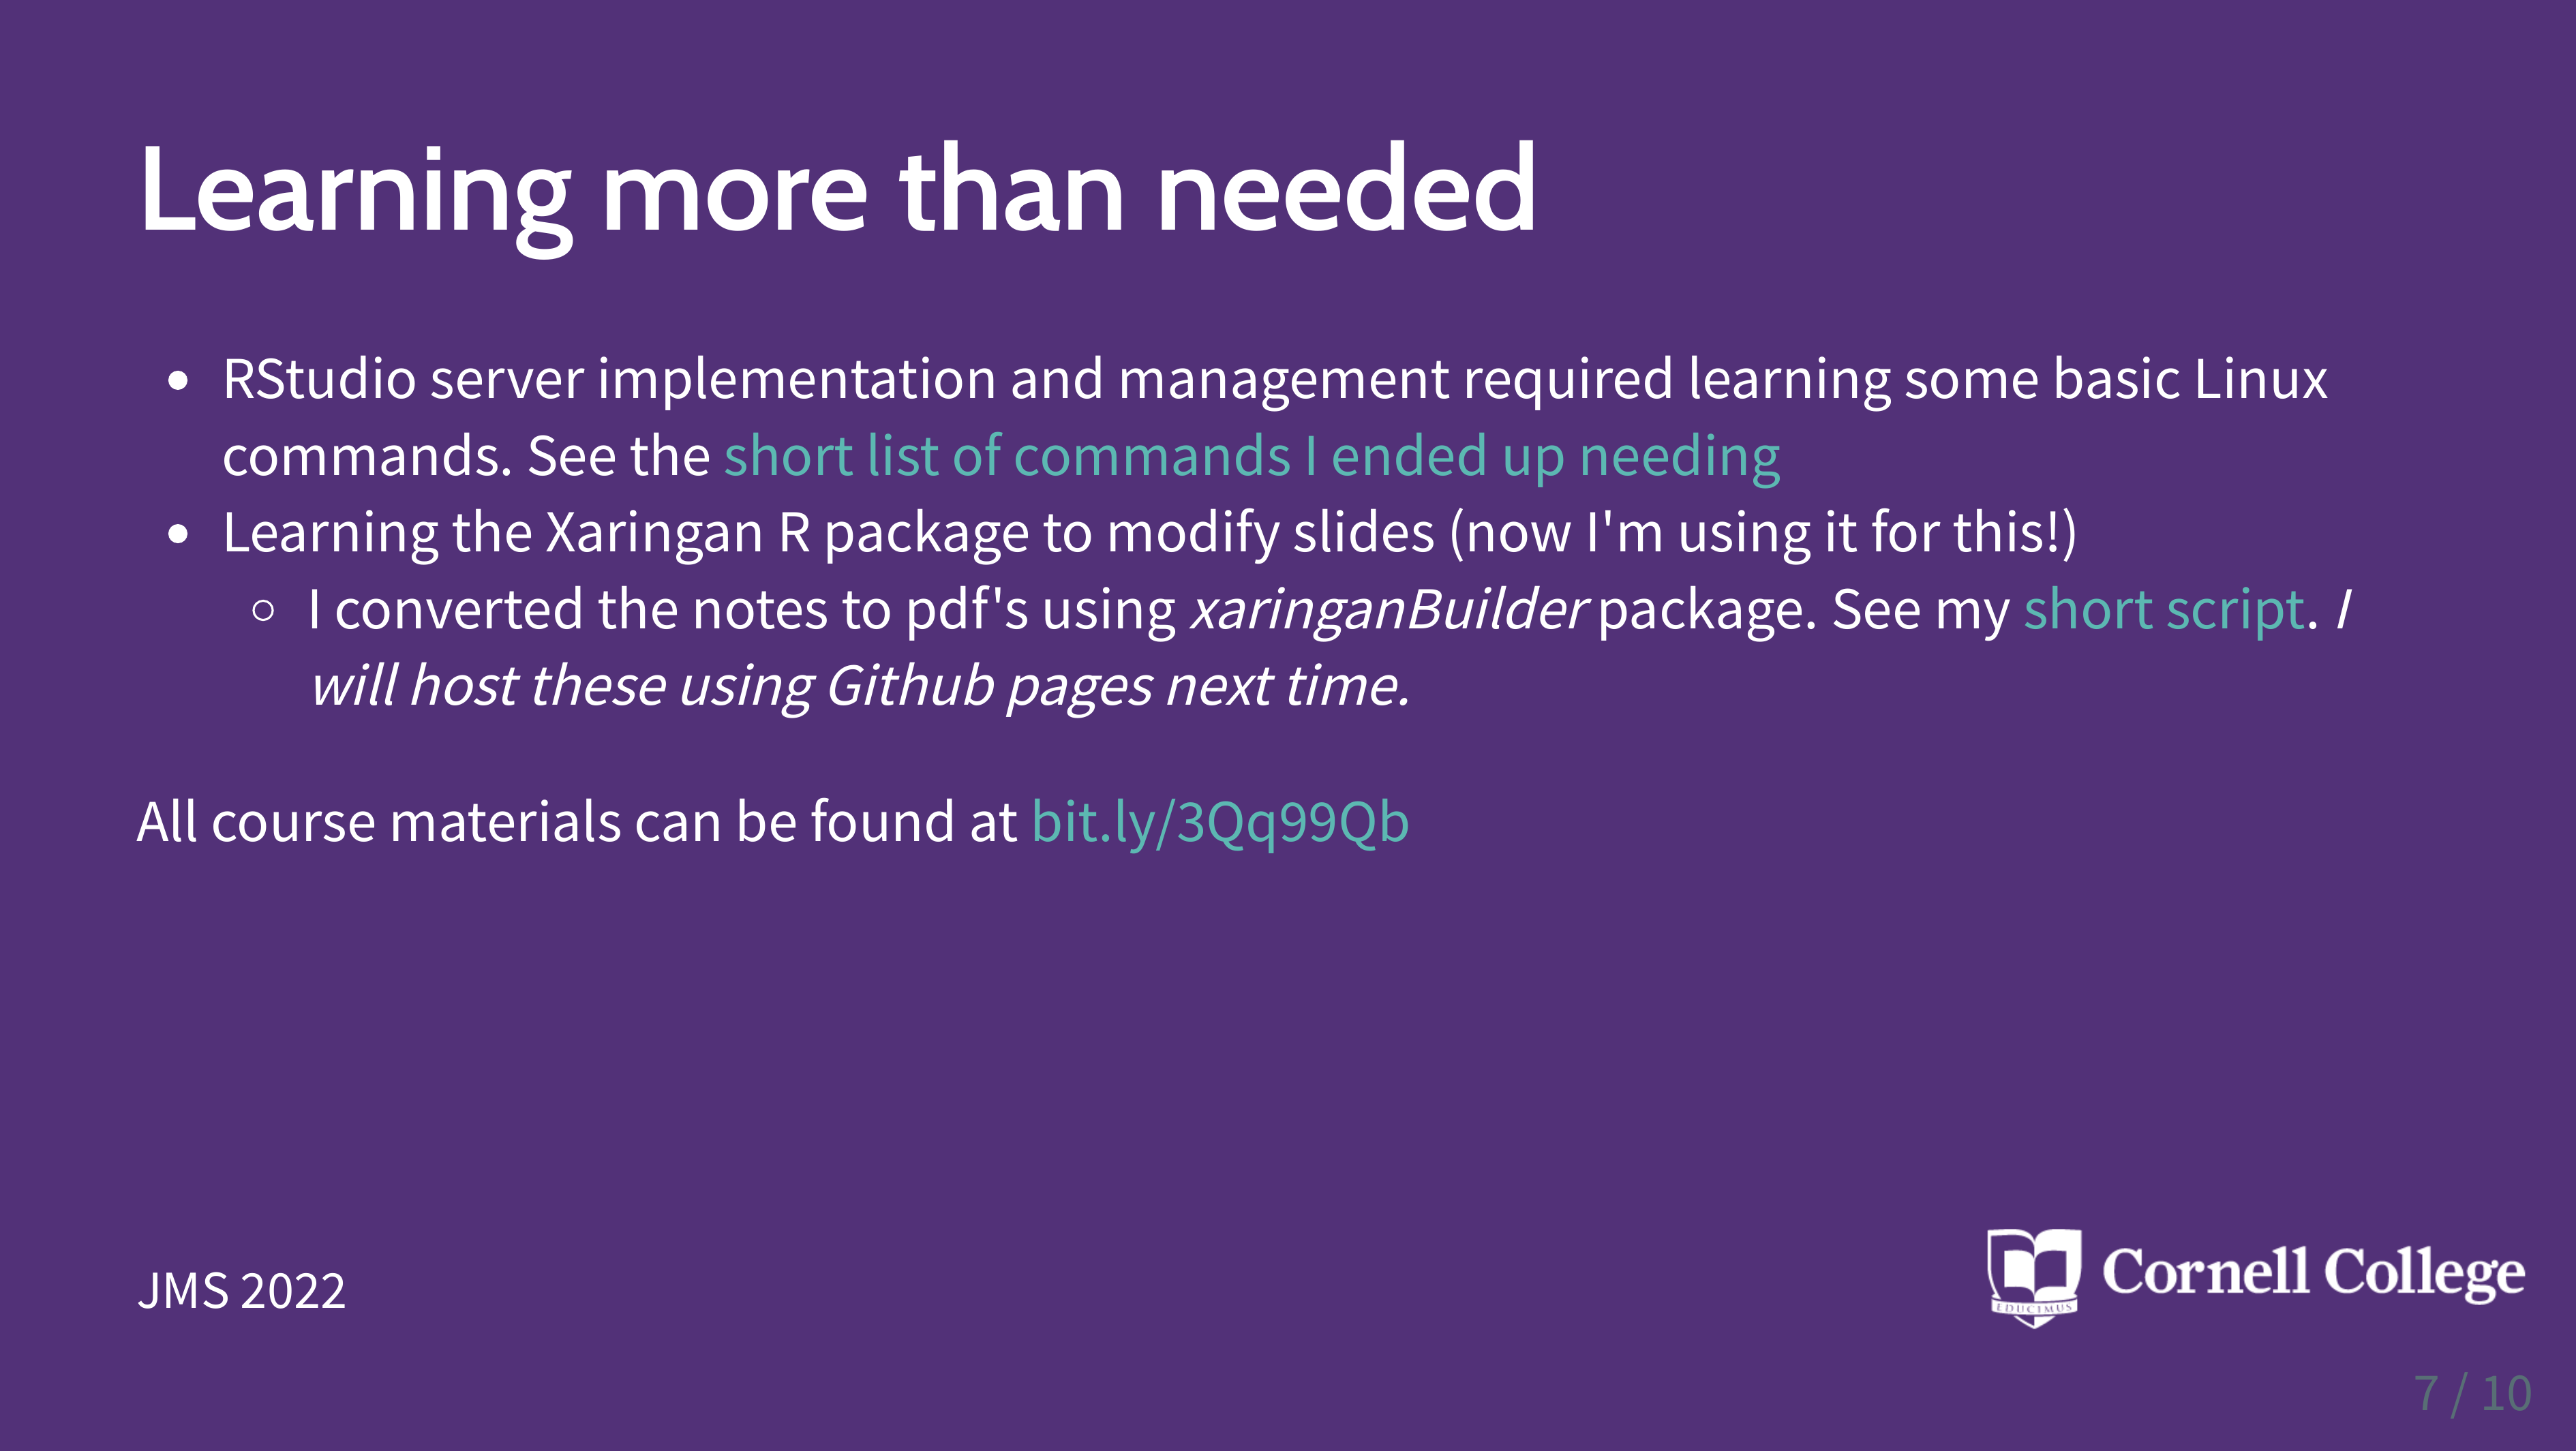 Learning more than needed
• RStudio server implementation and management required learning some basic Linux
commands. See the short list of commands I ended up needing
• Learning the Xaringan R package to modify slides (now I'm using it for this!)
○ I converted the notes to pdf's using xaringanBuilder package. See my short script. I
will host these using Github pages next time.
All course materials can be found at bit.ly/3Qq99Qb
JMS 2022
EDUCIMUS
Cornell College
7 / 10